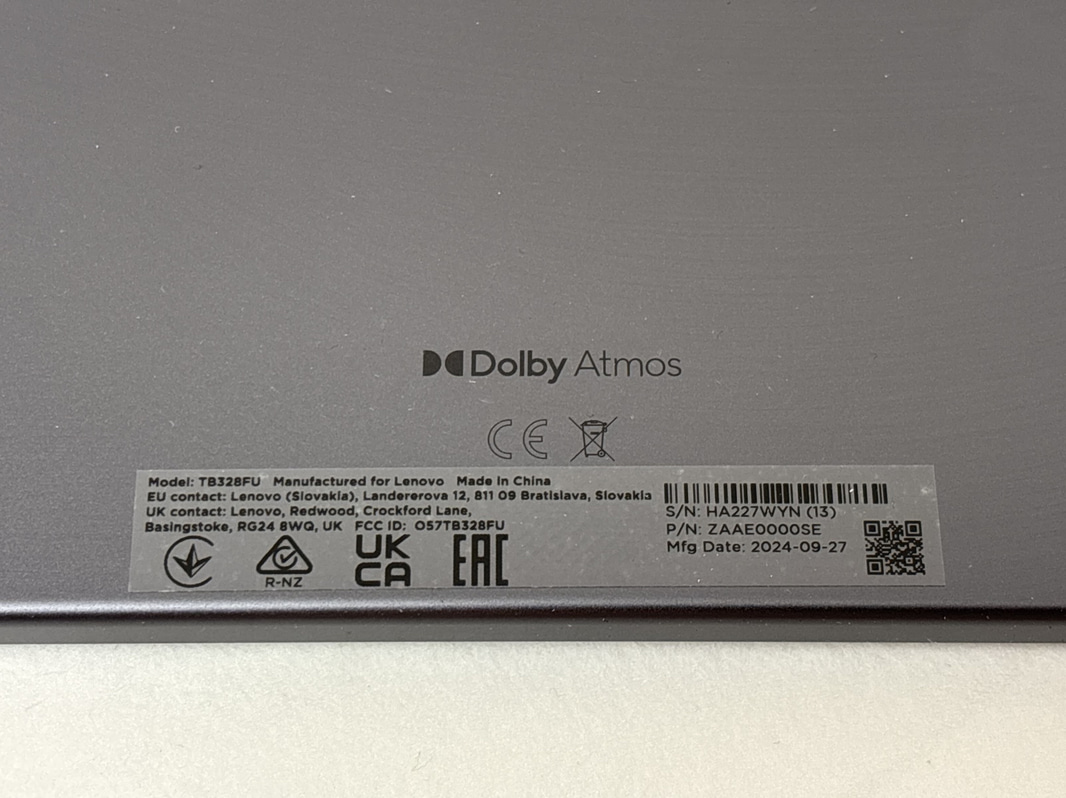 Dolby Atmos
CE
Model: TB328FU Manufactured for Lenovo Made in China
EU contact: Lenovo (Slovakia), Landererova 12, 811 09 Bratislava, Slovakia
UK contact: Lenovo, Redwood, Crockford Lane,
Basingstoke, RG24 8WQ, UK FCC ID: O57TB328FU
R-NZ
UK
CA
EAC
S/N: HA227WYN (13)
P/N: ZAAE0000SE
Mfg Date: 2024-09-27